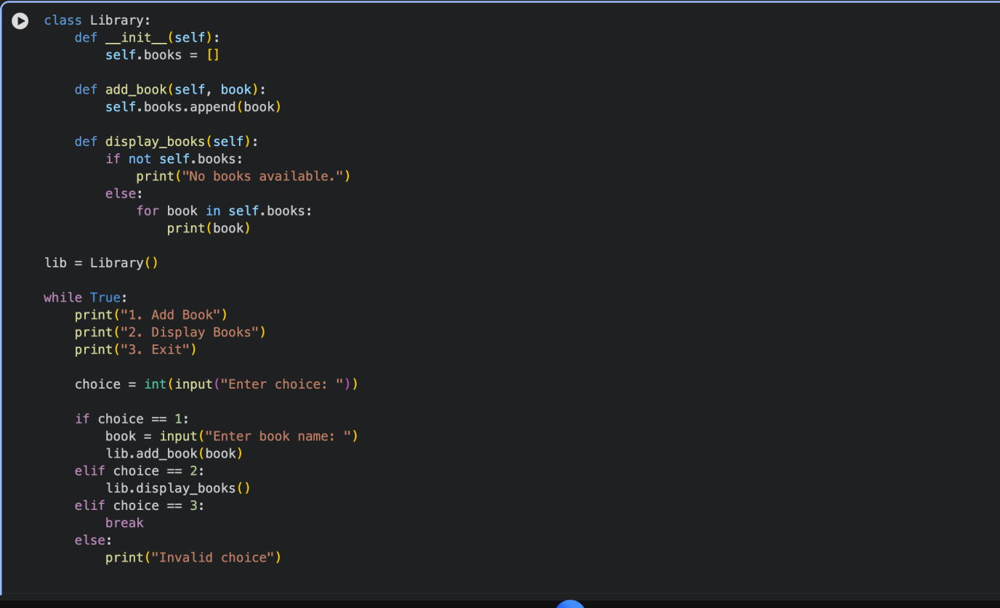 class Library:
    def __init__(self):
        self.books = []

    def add_book(self, book):
        self.books.append(book)

    def display_books(self):
        if not self.books:
            print("No books available.")
        else:
            for book in self.books:
                print(book)

lib = Library()

while True:
    print("1. Add Book")
    print("2. Display Books")
    print("3. Exit")

    choice = int(input("Enter choice: "))

    if choice == 1:
        book = input("Enter book name: ")
        lib.add_book(book)
    elif choice == 2:
        lib.display_books()
    elif choice == 3:
        break
    else:
        print("Invalid choice")